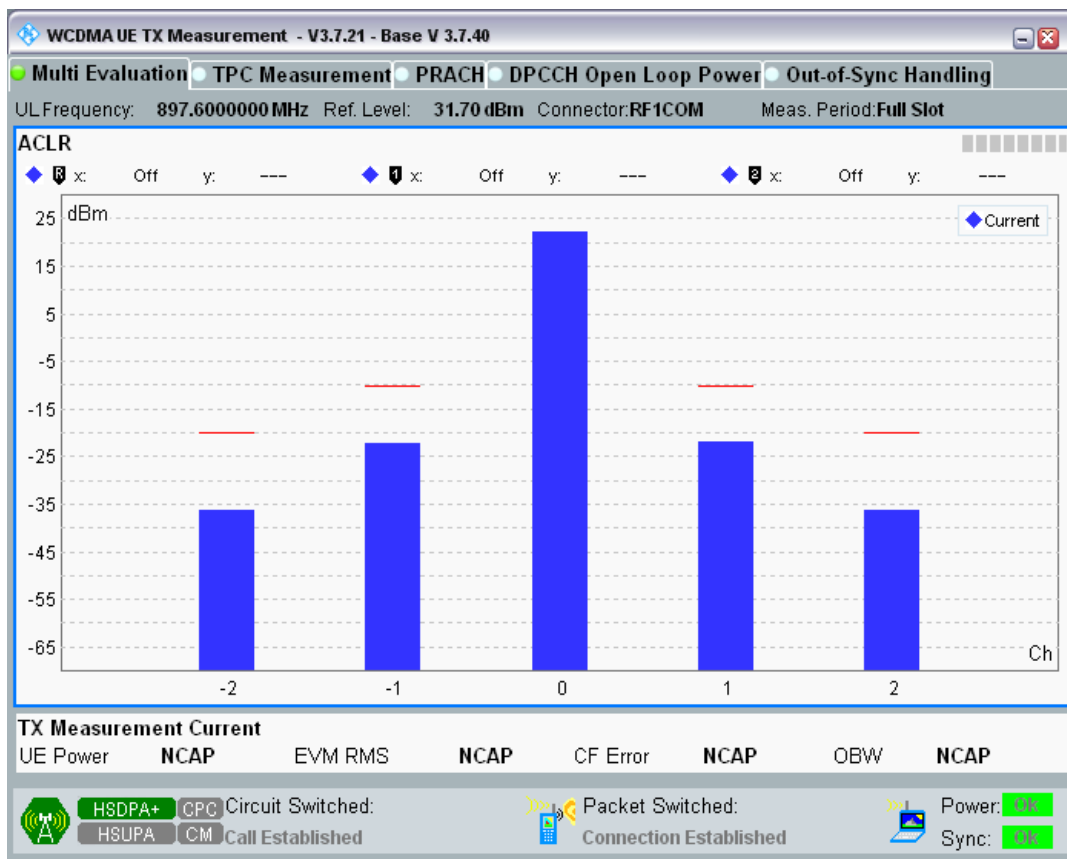 WCDMA UE TX Measurement - V3.7.21 - Base V 3.7.40
Multi Evaluation TPC Measurement PRACH DPCCH Open Loop Power Out-of-Sync Handling
UL Frequency: 897.6000000 MHz Ref. Level: 31.70 dBm Connector:RF1COM Meas. Period:Full Slot
ACLR
R x: Off y: --- 1 x: Off y: --- 2 x: Off y: ---
dBm
Current
25
15
5
-5
-15
-25
-35
-45
-55
-65
Ch
-2 -1 0 1 2
TX Measurement Current
UE Power NCAP EVM RMS NCAP CF Error NCAP OBW NCAP
HSDPA+ CPC Circuit Switched: Packet Switched: Power: OK
HSUPA CM Call Established Connection Established Sync: OK